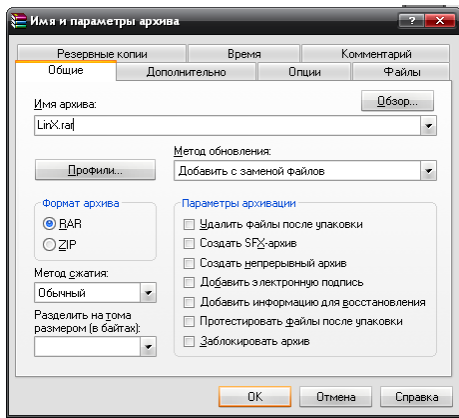 Имя и параметры архива
Резервные копии Время Комментарий
Общие Дополнительно Опции Файлы
Имя архива:
Обзор...
LinX.rar
Метод обновления:
Профили...
Добавить с заменой файлов
Формат архива
Параметры архивации
RAR
ZIP
Удалить файлы после упаковки
Создать SFX-архив
Создать непрерывный архив
Добавить электронную подпись
Добавить информацию для восстановления
Протестировать файлы после упаковки
Заблокировать архив
Метод сжатия:
Обычный
Разделить на тома
размером (в байтах):
OK Отмена Справка